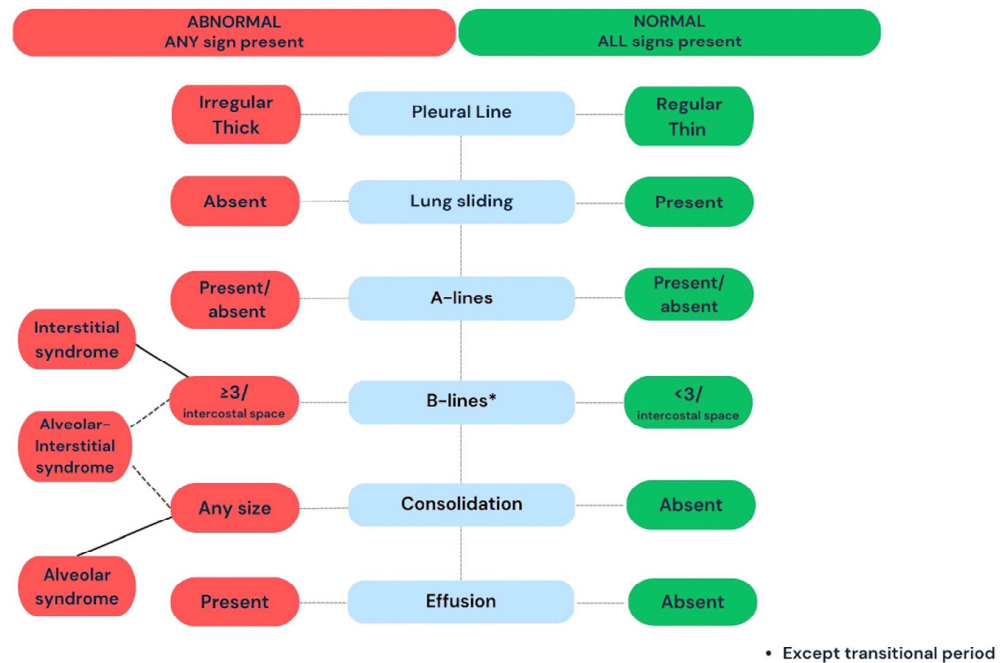 ABNORMAL
ANY sign present
NORMAL
ALL signs present
Irregular
Thick
Pleural Line
Regular
Thin
Absent
Lung sliding
Present
Present/
absent
A-lines
Present/
absent
Interstitial
syndrome
≥3/
intercostal space
B-lines*
<3/
intercostal space
Alveolar-
Interstitial
syndrome
Any size
Consolidation
Absent
Alveolar
syndrome
Present
Effusion
Absent
• Except transitional period